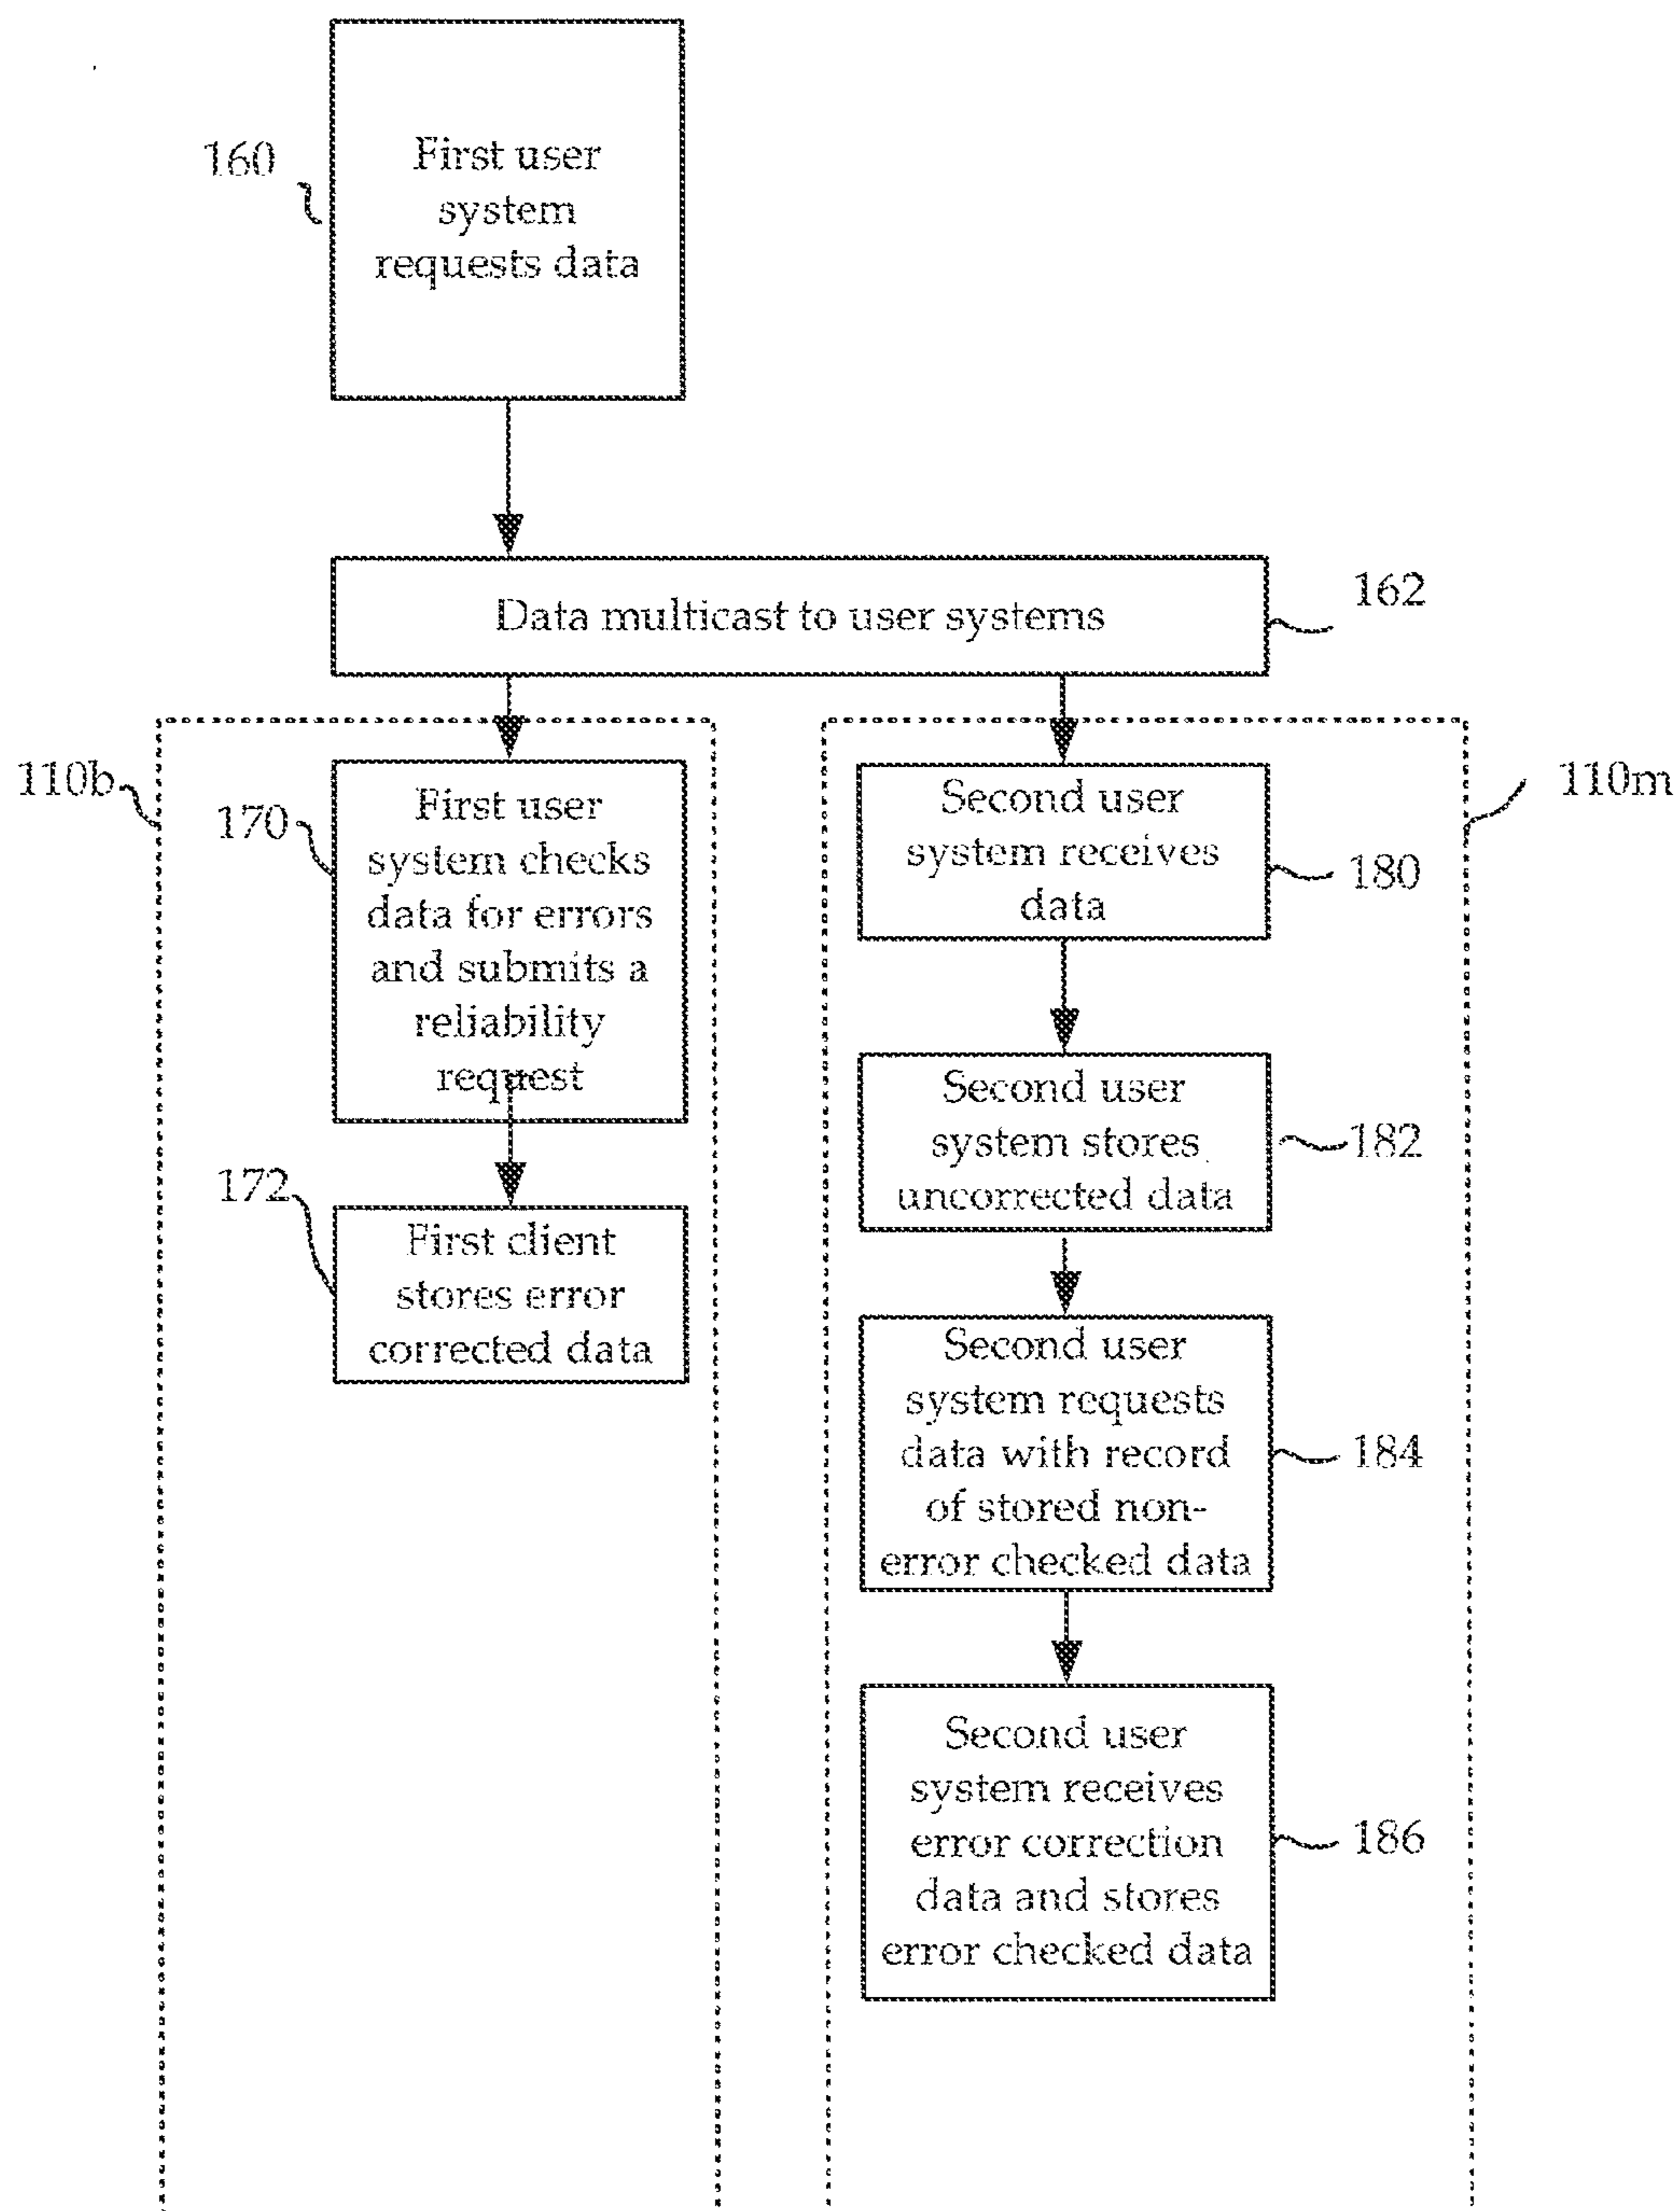 160
First user
system
requests data
Data multicast to user systems
162
110b
170
First user
system checks
data for errors
and submits a
reliability
request
172
First client
stores error
corrected data
110m
Second user
system receives
data
180
Second user
system stores
uncorrected data
182
Second user
system requests
data with record
of stored non-
error checked data
184
Second user
system receives
error correction
data and stores
error checked data
186